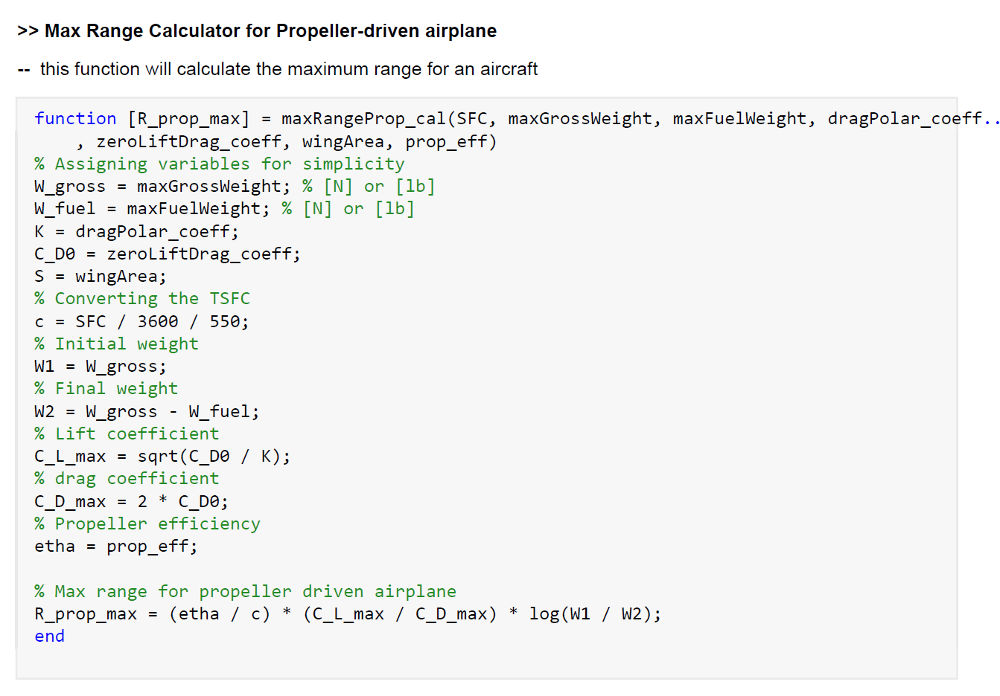 >> Max Range Calculator for Propeller-driven airplane
-- this function will calculate the maximum range for an aircraft
function [R_prop_max] = maxRangeProp_cal(SFC, maxGrossWeight, maxFuelWeight, dragPolar_coeff..
, zeroLiftDrag_coeff, wingArea, prop_eff)
% Assigning variables for simplicity
W_gross = maxGrossWeight; % [N] or [lb]
W_fuel = maxFuelWeight; % [N] or [lb]
K = dragPolar_coeff;
C_D0 = zeroLiftDrag_coeff;
S = wingArea;
% Converting the TSFC
c = SFC / 3600 / 550;
% Initial weight
W1 = W_gross;
% Final weight
W2 = W_gross - W_fuel;
% Lift coefficient
C_L_max = sqrt(C_D0 / K);
% drag coefficient
C_D_max = 2 * C_D0;
% Propeller efficiency
etha = prop_eff;
% Max range for propeller driven airplane
R_prop_max = (etha / c) * (C_L_max / C_D_max) * log(W1 / W2);
end